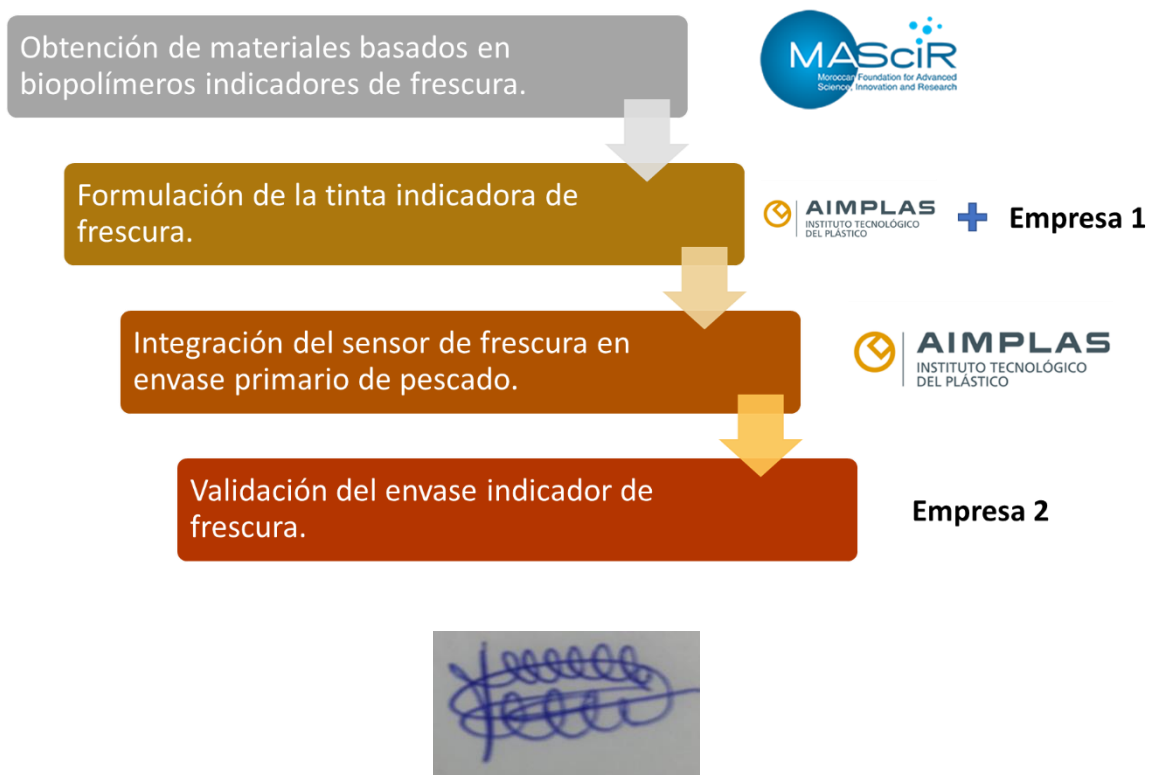 Obtención de materiales basados en
biopolímeros indicadores de frescura.
MASciR
Moroccan Foundation for Advanced
Science, Innovation and Research
Formulación de la tinta indicadora de
frescura.
AIMPLAS
INSTITUTO TECNOLÓGICO
DEL PLÁSTICO
Empresa 1
Integración del sensor de frescura en
envase primario de pescado.
AIMPLAS
INSTITUTO TECNOLÓGICO
DEL PLÁSTICO
Validación del envase indicador de
frescura.
Empresa 2